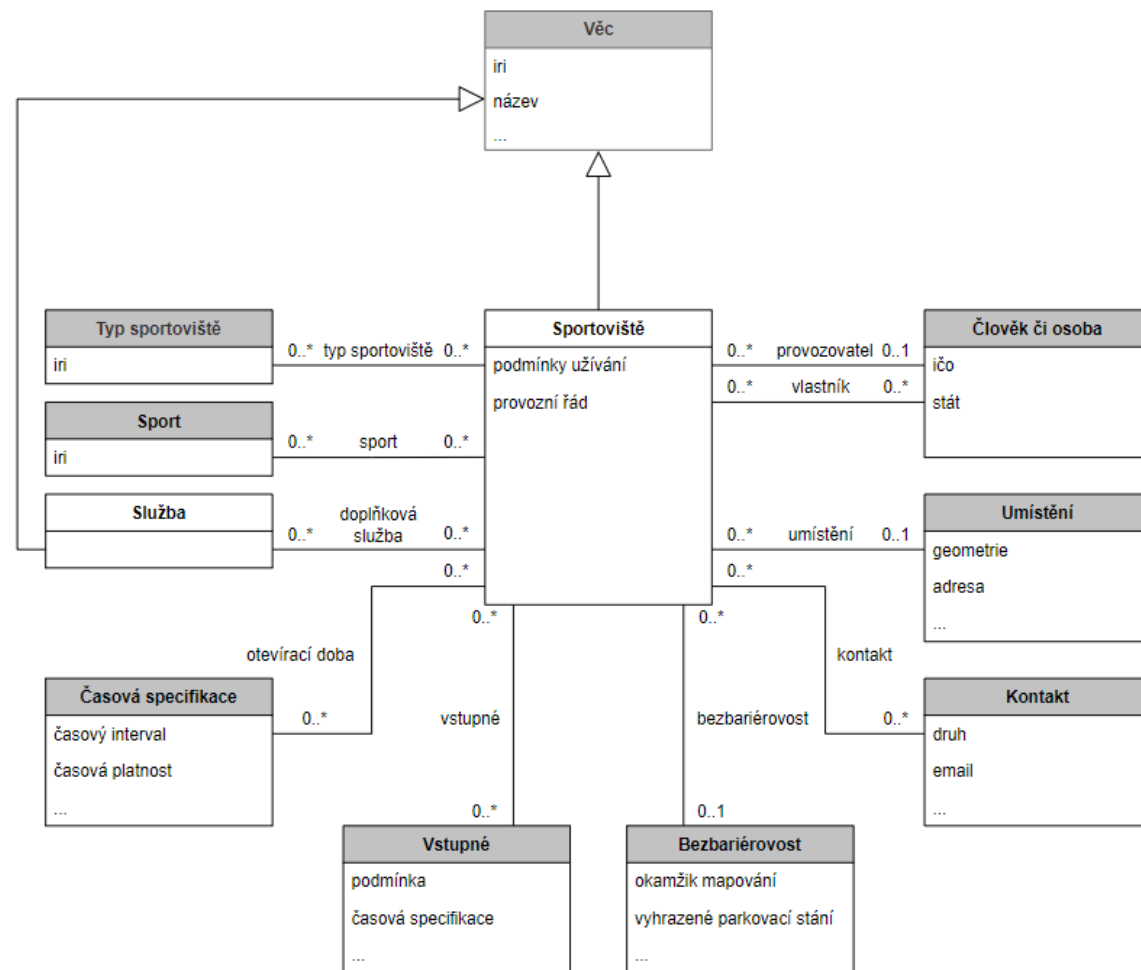 Věc
iri
název
...
Typ sportoviště
iri
0..* typ sportoviště 0..*
Sportoviště
podmínky užívání
provozní řád
0..* provozovatel 0..1
0..* vlastník 0..*
Člověk či osoba
ičo
stát
Sport
iri
0..* sport 0..*
Služba
0..* doplňková
služba 0..*
0..* umístění 0..1
Umístění
geometrie
adresa
...
0..*
otevírací doba
0..*
Časová specifikace
časový interval
časová platnost
...
0..*
vstupné
0..*
0..*
bezbariérovost
0..1
0..*
kontakt
0..*
Kontakt
druh
email
...
Vstupné
podmínka
časová specifikace
...
Bezbariérovost
okamžik mapování
vyhrazené parkovací stání
...